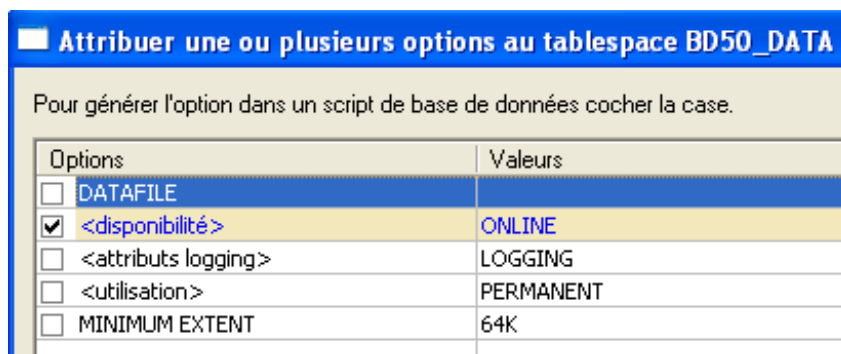 Attribuer une ou plusieurs options au tablespace BD50_DATA
Pour générer l'option dans un script de base de données cocher la case.
Options Valeurs
DATAFILE
<disponibilité> ONLINE
<attributs logging> LOGGING
<utilisation> PERMANENT
MINIMUM EXTENT 64K